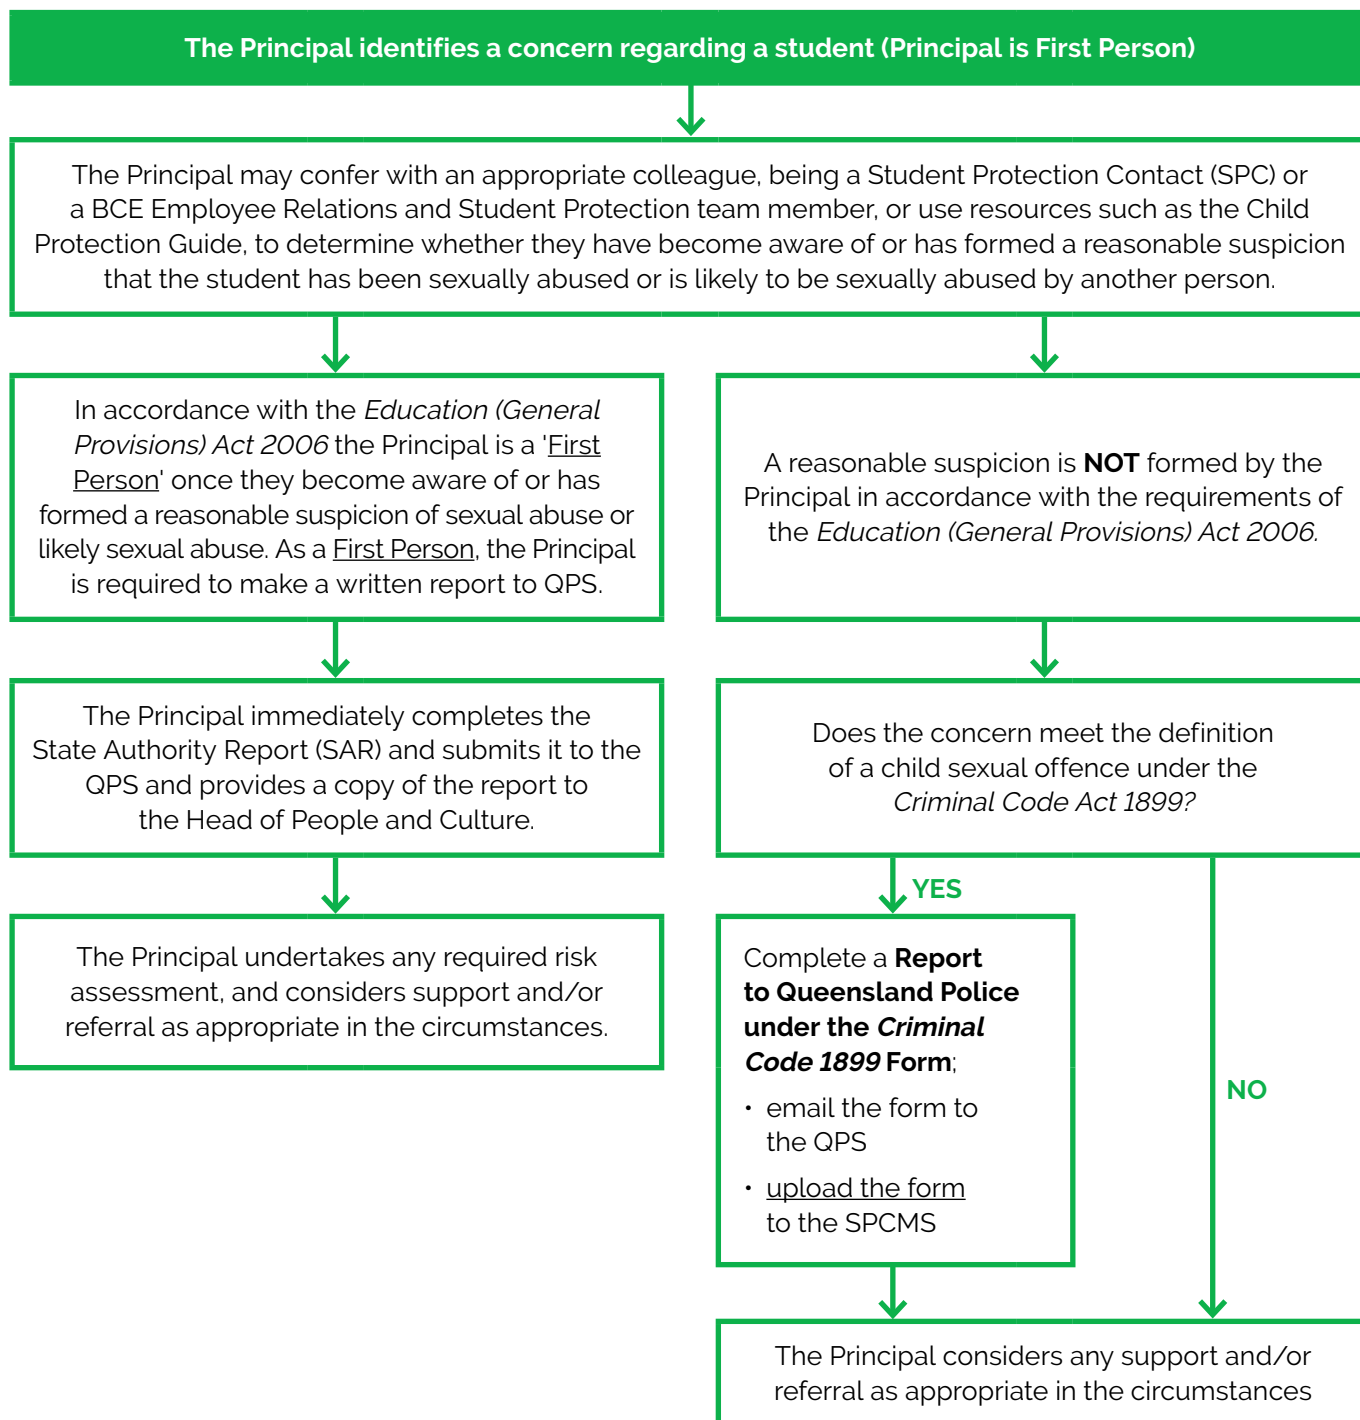 The Principal identifies a concern regarding a student (Principal is First Person)
The Principal may confer with an appropriate colleague, being a Student Protection Contact (SPC) or
a BCE Employee Relations and Student Protection team member, or use resources such as the Child
Protection Guide, to determine whether they have become aware of or has formed a reasonable suspicion
that the student has been sexually abused or is likely to be sexually abused by another person.
In accordance with the Education (General
Provisions) Act 2006 the Principal is a 'First
Person' once they become aware of or has
formed a reasonable suspicion of sexual abuse or
likely sexual abuse. As a First Person, the Principal
is required to make a written report to QPS.
The Principal immediately completes the
State Authority Report (SAR) and submits it to the
QPS and provides a copy of the report to
the Head of People and Culture.
The Principal undertakes any required risk
assessment, and considers support and/or
referral as appropriate in the circumstances.
A reasonable suspicion is NOT formed by the
Principal in accordance with the requirements of
the Education (General Provisions) Act 2006.
Does the concern meet the definition
of a child sexual offence under the
Criminal Code Act 1899?
YES
Complete a Report
to Queensland Police
under the Criminal
Code 1899 Form;
• email the form to
the QPS
• upload the form
to the SPCMS
NO
The Principal considers any support and/or
referral as appropriate in the circumstances